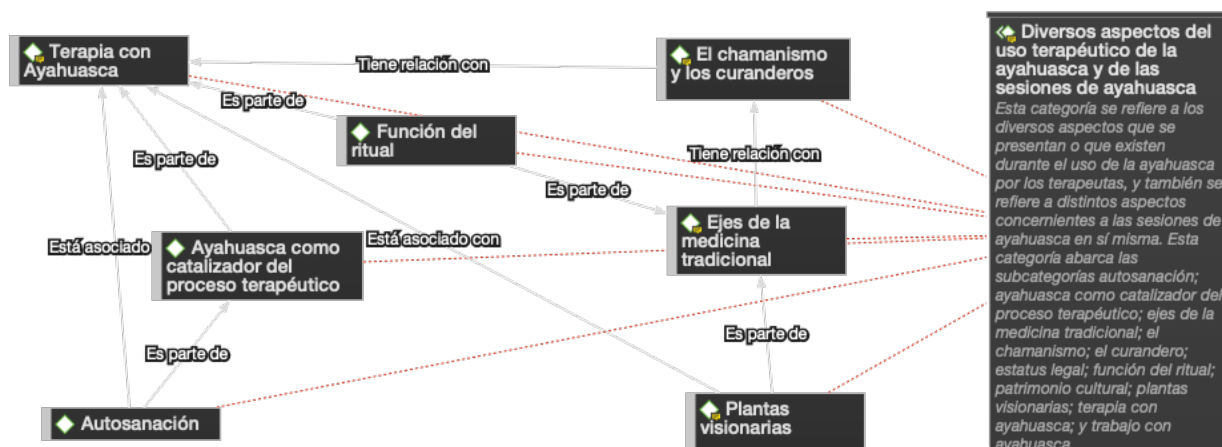 Terapia con
Ayahuasca
El chamanismo
y los curanderos
Tiene relación con
Es parte de
Función del
ritual
Es parte de
Tiene relación con
Es parte de
Está asociado
Ayahuasca como
catalizador del
proceso terapéutico
Está asociado con
Ejes de la
medicina
tradicional
Es parte de
Es parte de
Autosanación
Plantas
visionarias
Diversos aspectos del
uso terapéutico de la
ayahuasca y de las
sesiones de ayahuasca
Esta categoría se refiere a los
diversos aspectos que se
presentan o que existen
durante el uso de la ayahuasca
por los terapeutas, y también se
refiere a distintos aspectos
concernientes a las sesiones de
ayahuasca en sí misma. Esta
categoría abarca las
subcategorías autosanación;
ayahuasca como catalizador del
proceso terapéutico; ejes de la
medicina tradicional; el
chamanismo; el curandero;
estatus legal; función del ritual;
patrimonio cultural; plantas
visionarias; terapia con
ayahuasca; y trabajo con
ayahuasca